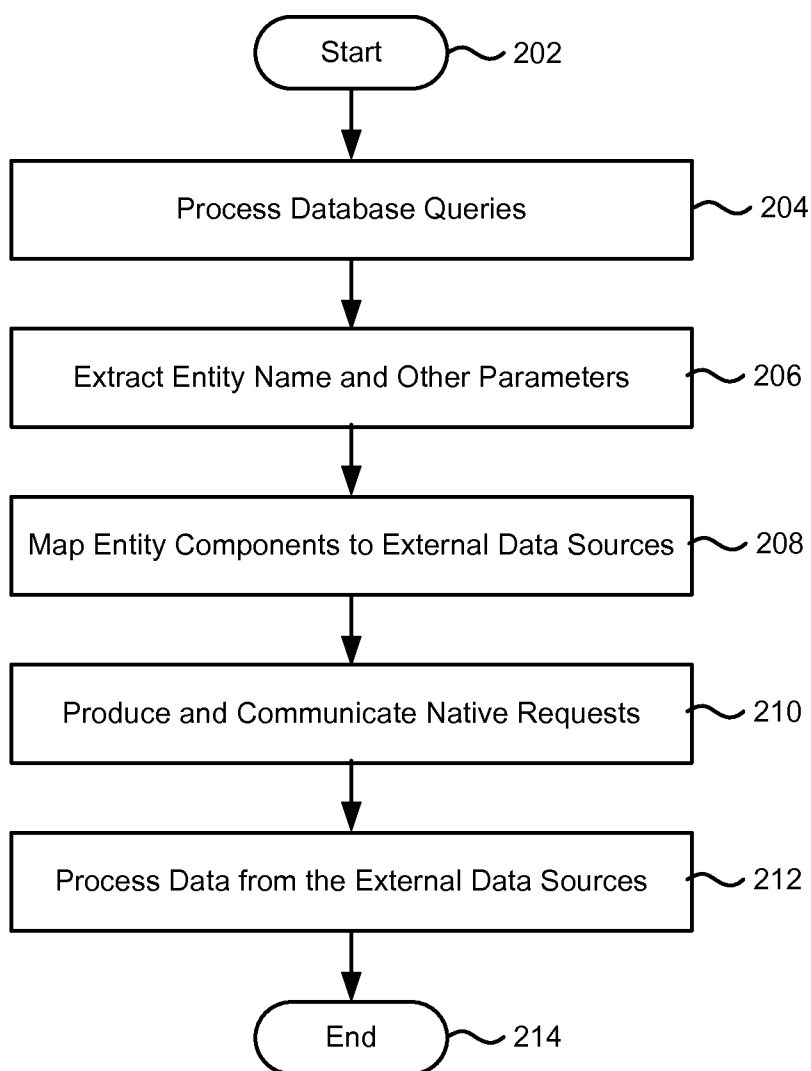 Start
202
Process Database Queries
204
Extract Entity Name and Other Parameters
206
Map Entity Components to External Data Sources
208
Produce and Communicate Native Requests
210
Process Data from the External Data Sources
212
End
214